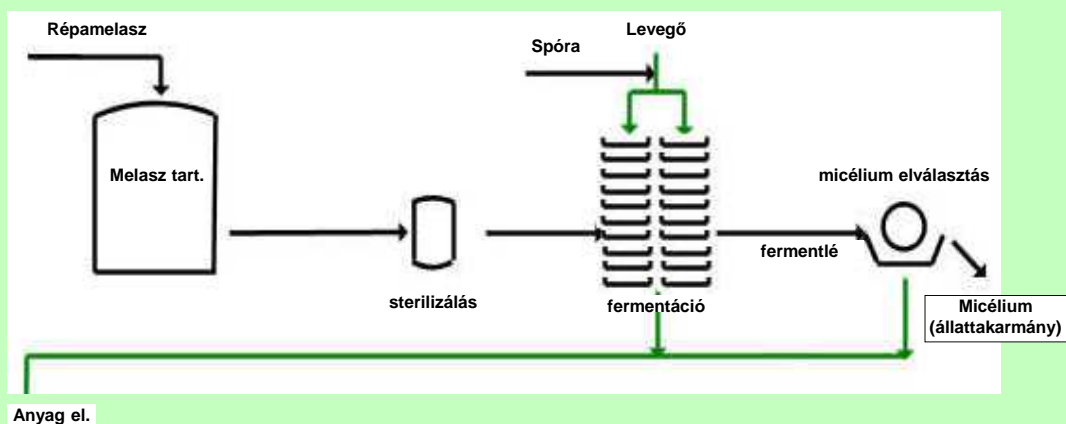 Répamelasz
Levegő
Spóra
Melasz tart.
micélium elválasztás
fermentlé
sterilizálás
fermentáció
Micélium
(állattakarmány)
Anyag el.